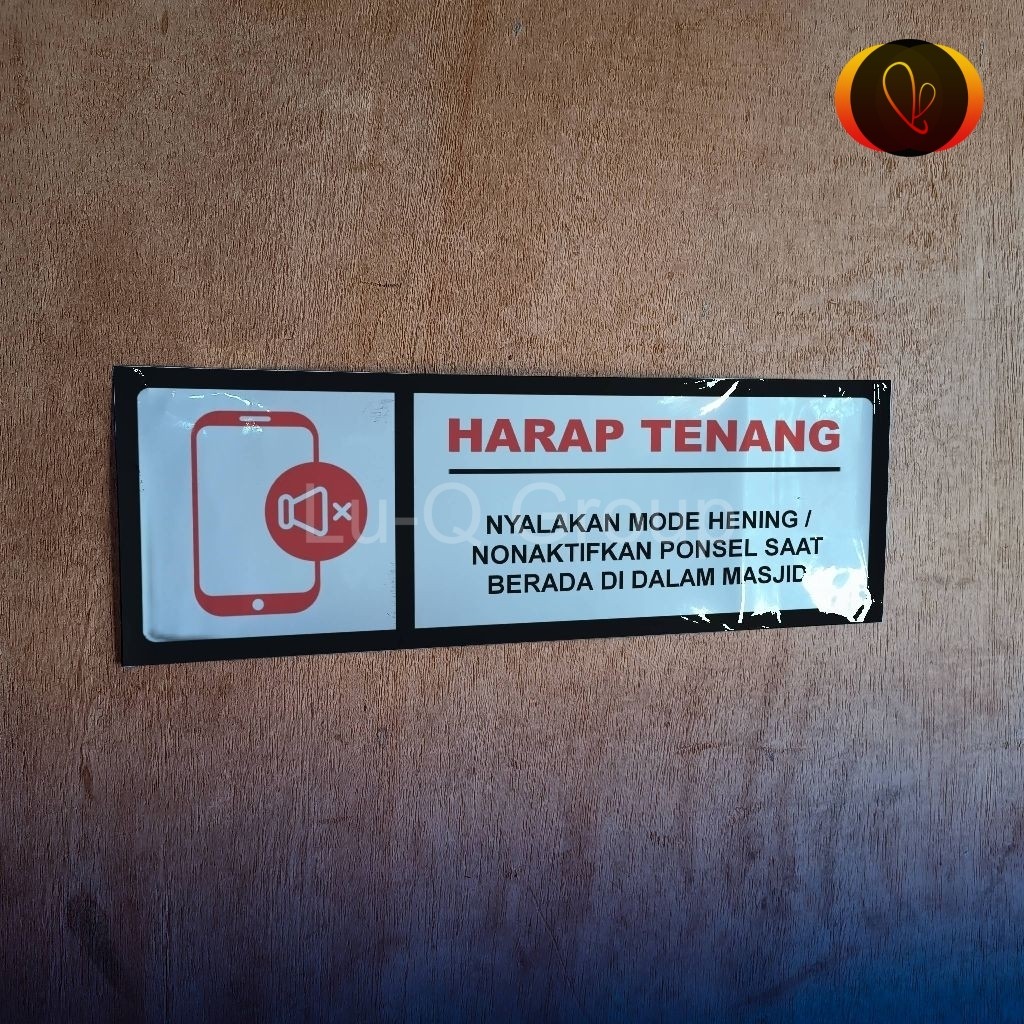 HARAP TENANG
NYALAKAN MODE HENING /
NONAKTIFKAN PONSEL SAAT
BERADA DI DALAM MASJID
Lu-Q Group